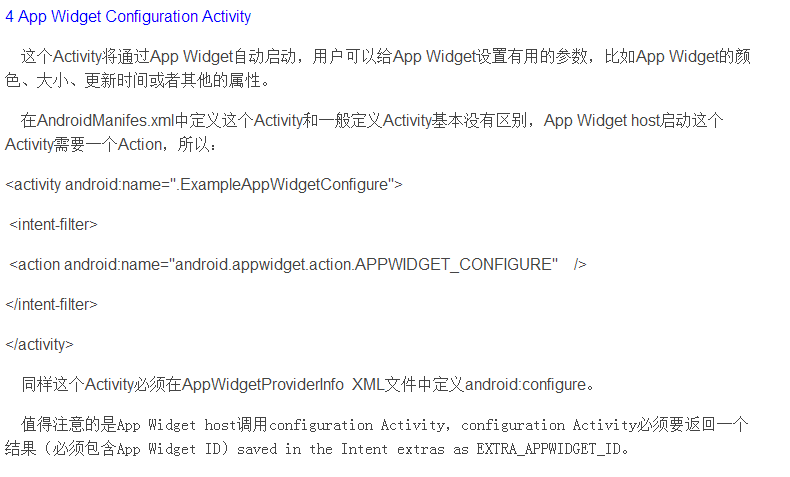 4 App Widget Configuration Activity
这个Activity将通过App Widget自动启动，用户可以给App Widget设置有用的参数，比如App Widget的颜
色、大小、更新时间或者其他的属性。
在AndroidManifes.xml中定义这个Activity和一般定义Activity基本没有区别，App Widget host启动这个
Activity需要一个Action，所以：
<activity android:name=".ExampleAppWidgetConfigure">
<intent-filter>
<action android:name="android.appwidget.action.APPWIDGET_CONFIGURE" />
</intent-filter>
</activity>
同样这个Activity必须在AppWidgetProviderInfo XML文件中定义android:configure。
值得注意的是App Widget host调用configuration Activity，configuration Activity必须要返回一个
结果（必须包含App Widget ID）saved in the Intent extras as EXTRA_APPWIDGET_ID。